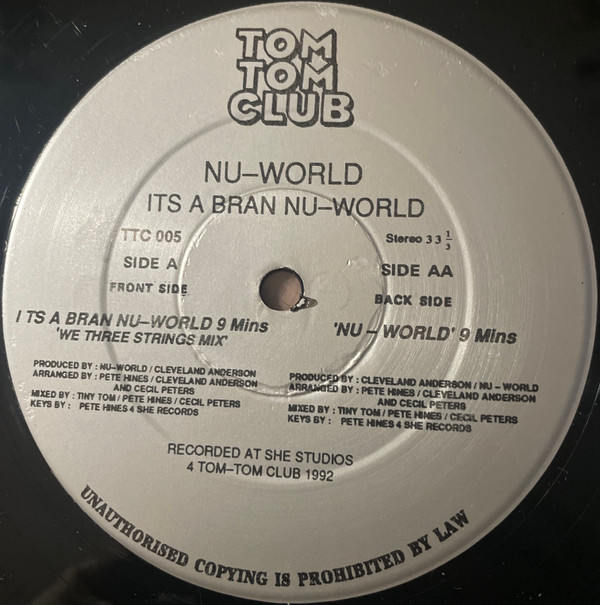 TOM
TOM
CLUB
NU-WORLD
ITS A BRAN NU-WORLD
TTC 005
SIDE A
FRONT SIDE
I TS A BRAN NU-WORLD 9 Mins
'WE THREE STRINGS MIX'
PRODUCED BY : NU-WORLD / CLEVELAND ANDERSON
ARRANGED BY : PETE HINES / CLEVELAND ANDERSON
AND CECIL PETERS
MIXED BY : TINY TOM / PETE HINES / CECIL PETERS
KEYS BY : PETE HINES 4 SHE RECORDS
Stereo 33 1/3
SIDE AA
BACK SIDE
'NU - WORLD' 9 Mins
PRODUCED BY : CLEVELAND ANDERSON / NU - WORLD
ARRANGED BY : PETE HINES / CLEVELAND ANDERSON
AND CECIL PETERS
MIXED BY : TINY TOM / PETE HINES / CECIL PETERS
KEYS BY : PETE HINES 4 SHE RECORDS
RECORDED AT SHE STUDIOS
4 TOM-TOM CLUB 1992
UNAUTHORISED COPYING IS PROHIBITED BY LAW